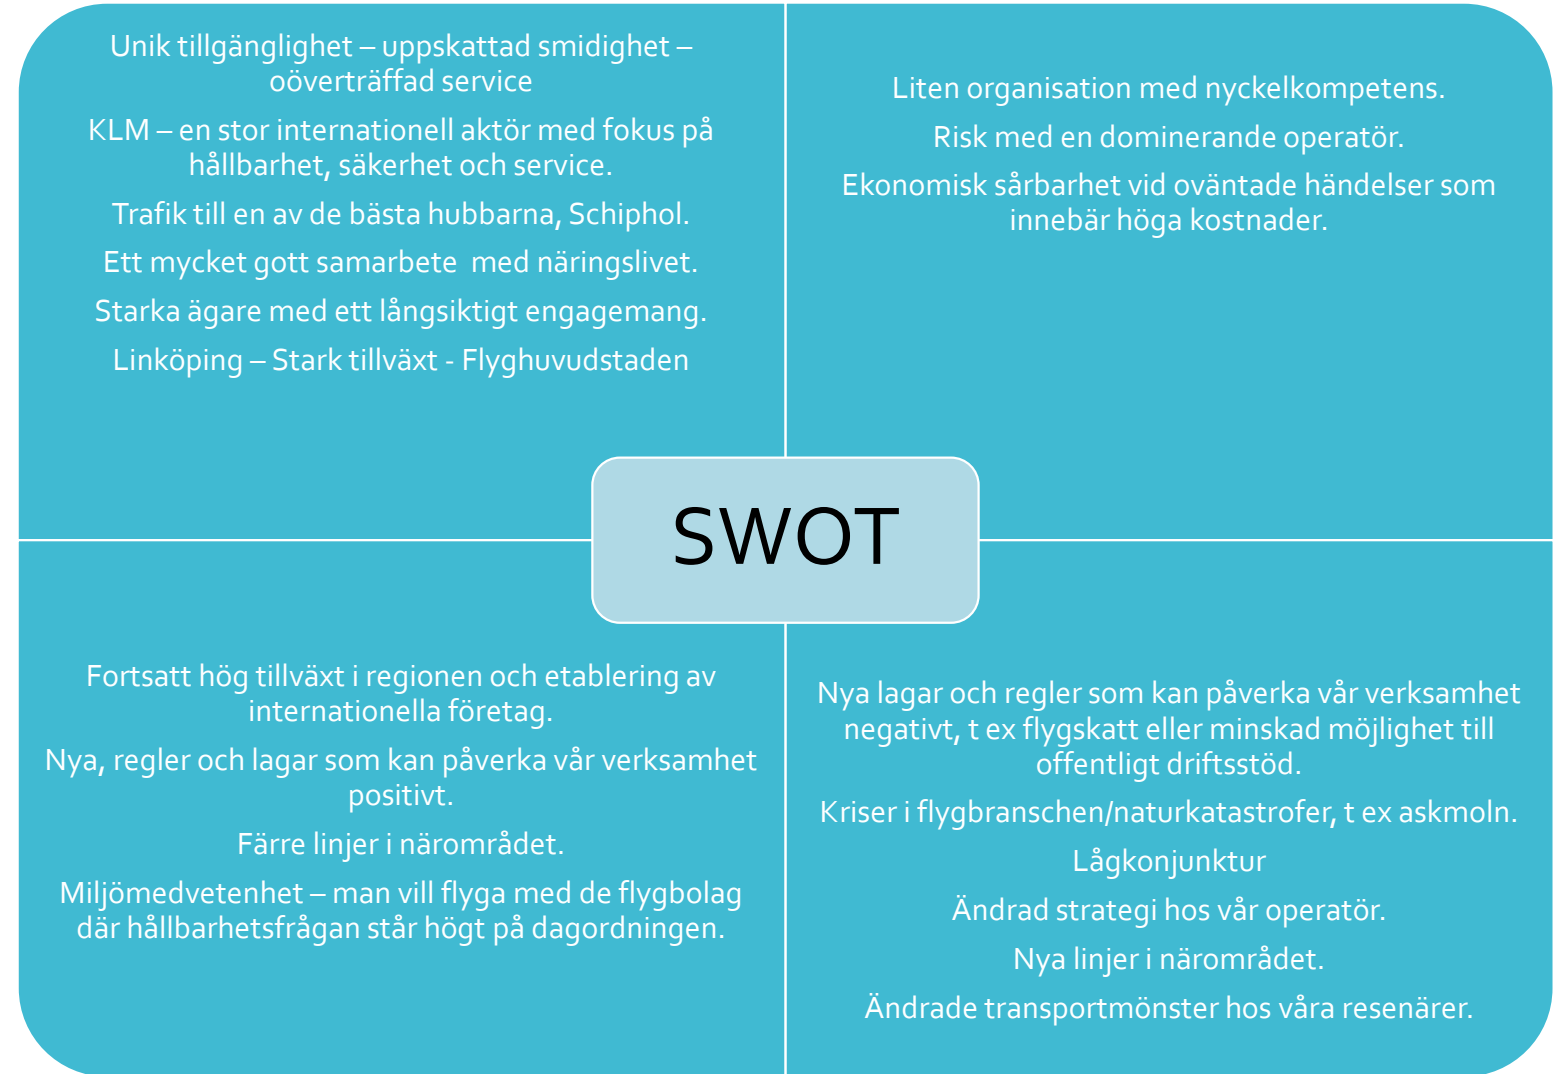 Unik tillgänglighet – uppskattad smidighet –
oöverträffad service
KLM – en stor internationell aktör med fokus på
hållbarhet, säkerhet och service.
Trafik till en av de bästa hubbarna, Schiphol.
Ett mycket gott samarbete  med näringslivet.
Starka ägare med ett långsiktigt engagemang.
Linköping – Stark tillväxt - Flyghuvudstaden
Liten organisation med nyckelkompetens.
Risk med en dominerande operatör.
Ekonomisk sårbarhet vid oväntade händelser som
innebär höga kostnader.
SWOT
Fortsatt hög tillväxt i regionen och etablering av
internationella företag.
Nya, regler och lagar som kan påverka vår verksamhet
positivt.
Färre linjer i närområdet.
Miljömedvetenhet – man vill flyga med de flygbolag
där hållbarhetsfrågan står högt på dagordningen.
Nya lagar och regler som kan påverka vår verksamhet
negativt, t ex flygskatt eller minskad möjlighet till
offentligt driftsstöd.
Kriser i flygbranschen/naturkatastrofer, t ex askmoln.
Lågkonjunktur
Ändrad strategi hos vår operatör.
Nya linjer i närområdet.
Ändrade transportmönster hos våra resenärer.